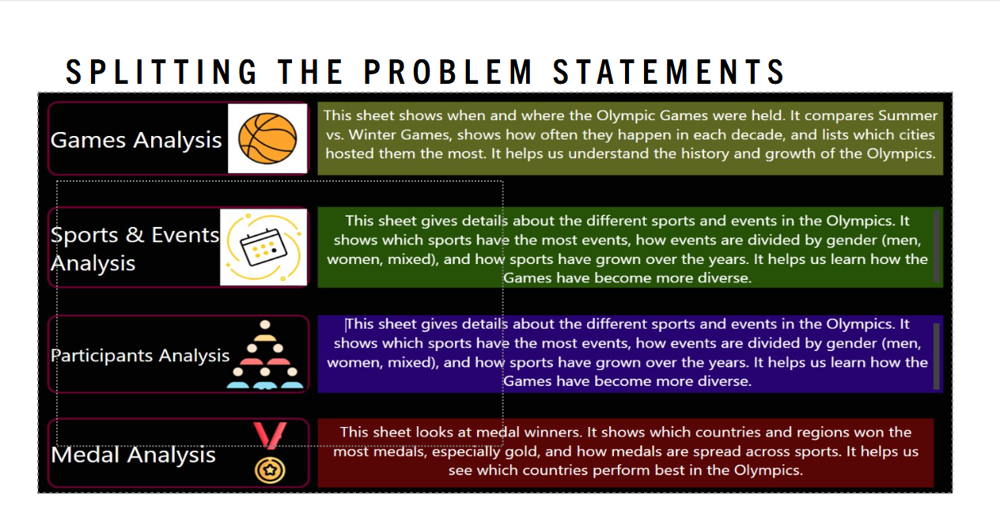 SPLITTING THE PROBLEM STATEMENTS
Games Analysis
This sheet shows when and where the Olympic Games were held. It compares Summer
vs. Winter Games, shows how often they happen in each decade, and lists which cities
hosted them the most. It helps us understand the history and growth of the Olympics.
Sports & Events
Analysis
This sheet gives details about the different sports and events in the Olympics. It
shows which sports have the most events, how events are divided by gender (men,
women, mixed), and how sports have grown over the years. It helps us learn how the
Games have become more diverse.
Participants Analysis
This sheet gives details about the different sports and events in the Olympics. It
shows which sports have the most events, how events are divided by gender (men,
women, mixed), and how sports have grown over the years. It helps us learn how the
Games have become more diverse.
Medal Analysis
This sheet looks at medal winners. It shows which countries and regions won the
most medals, especially gold, and how medals are spread across sports. It helps us
see which countries perform best in the Olympics.